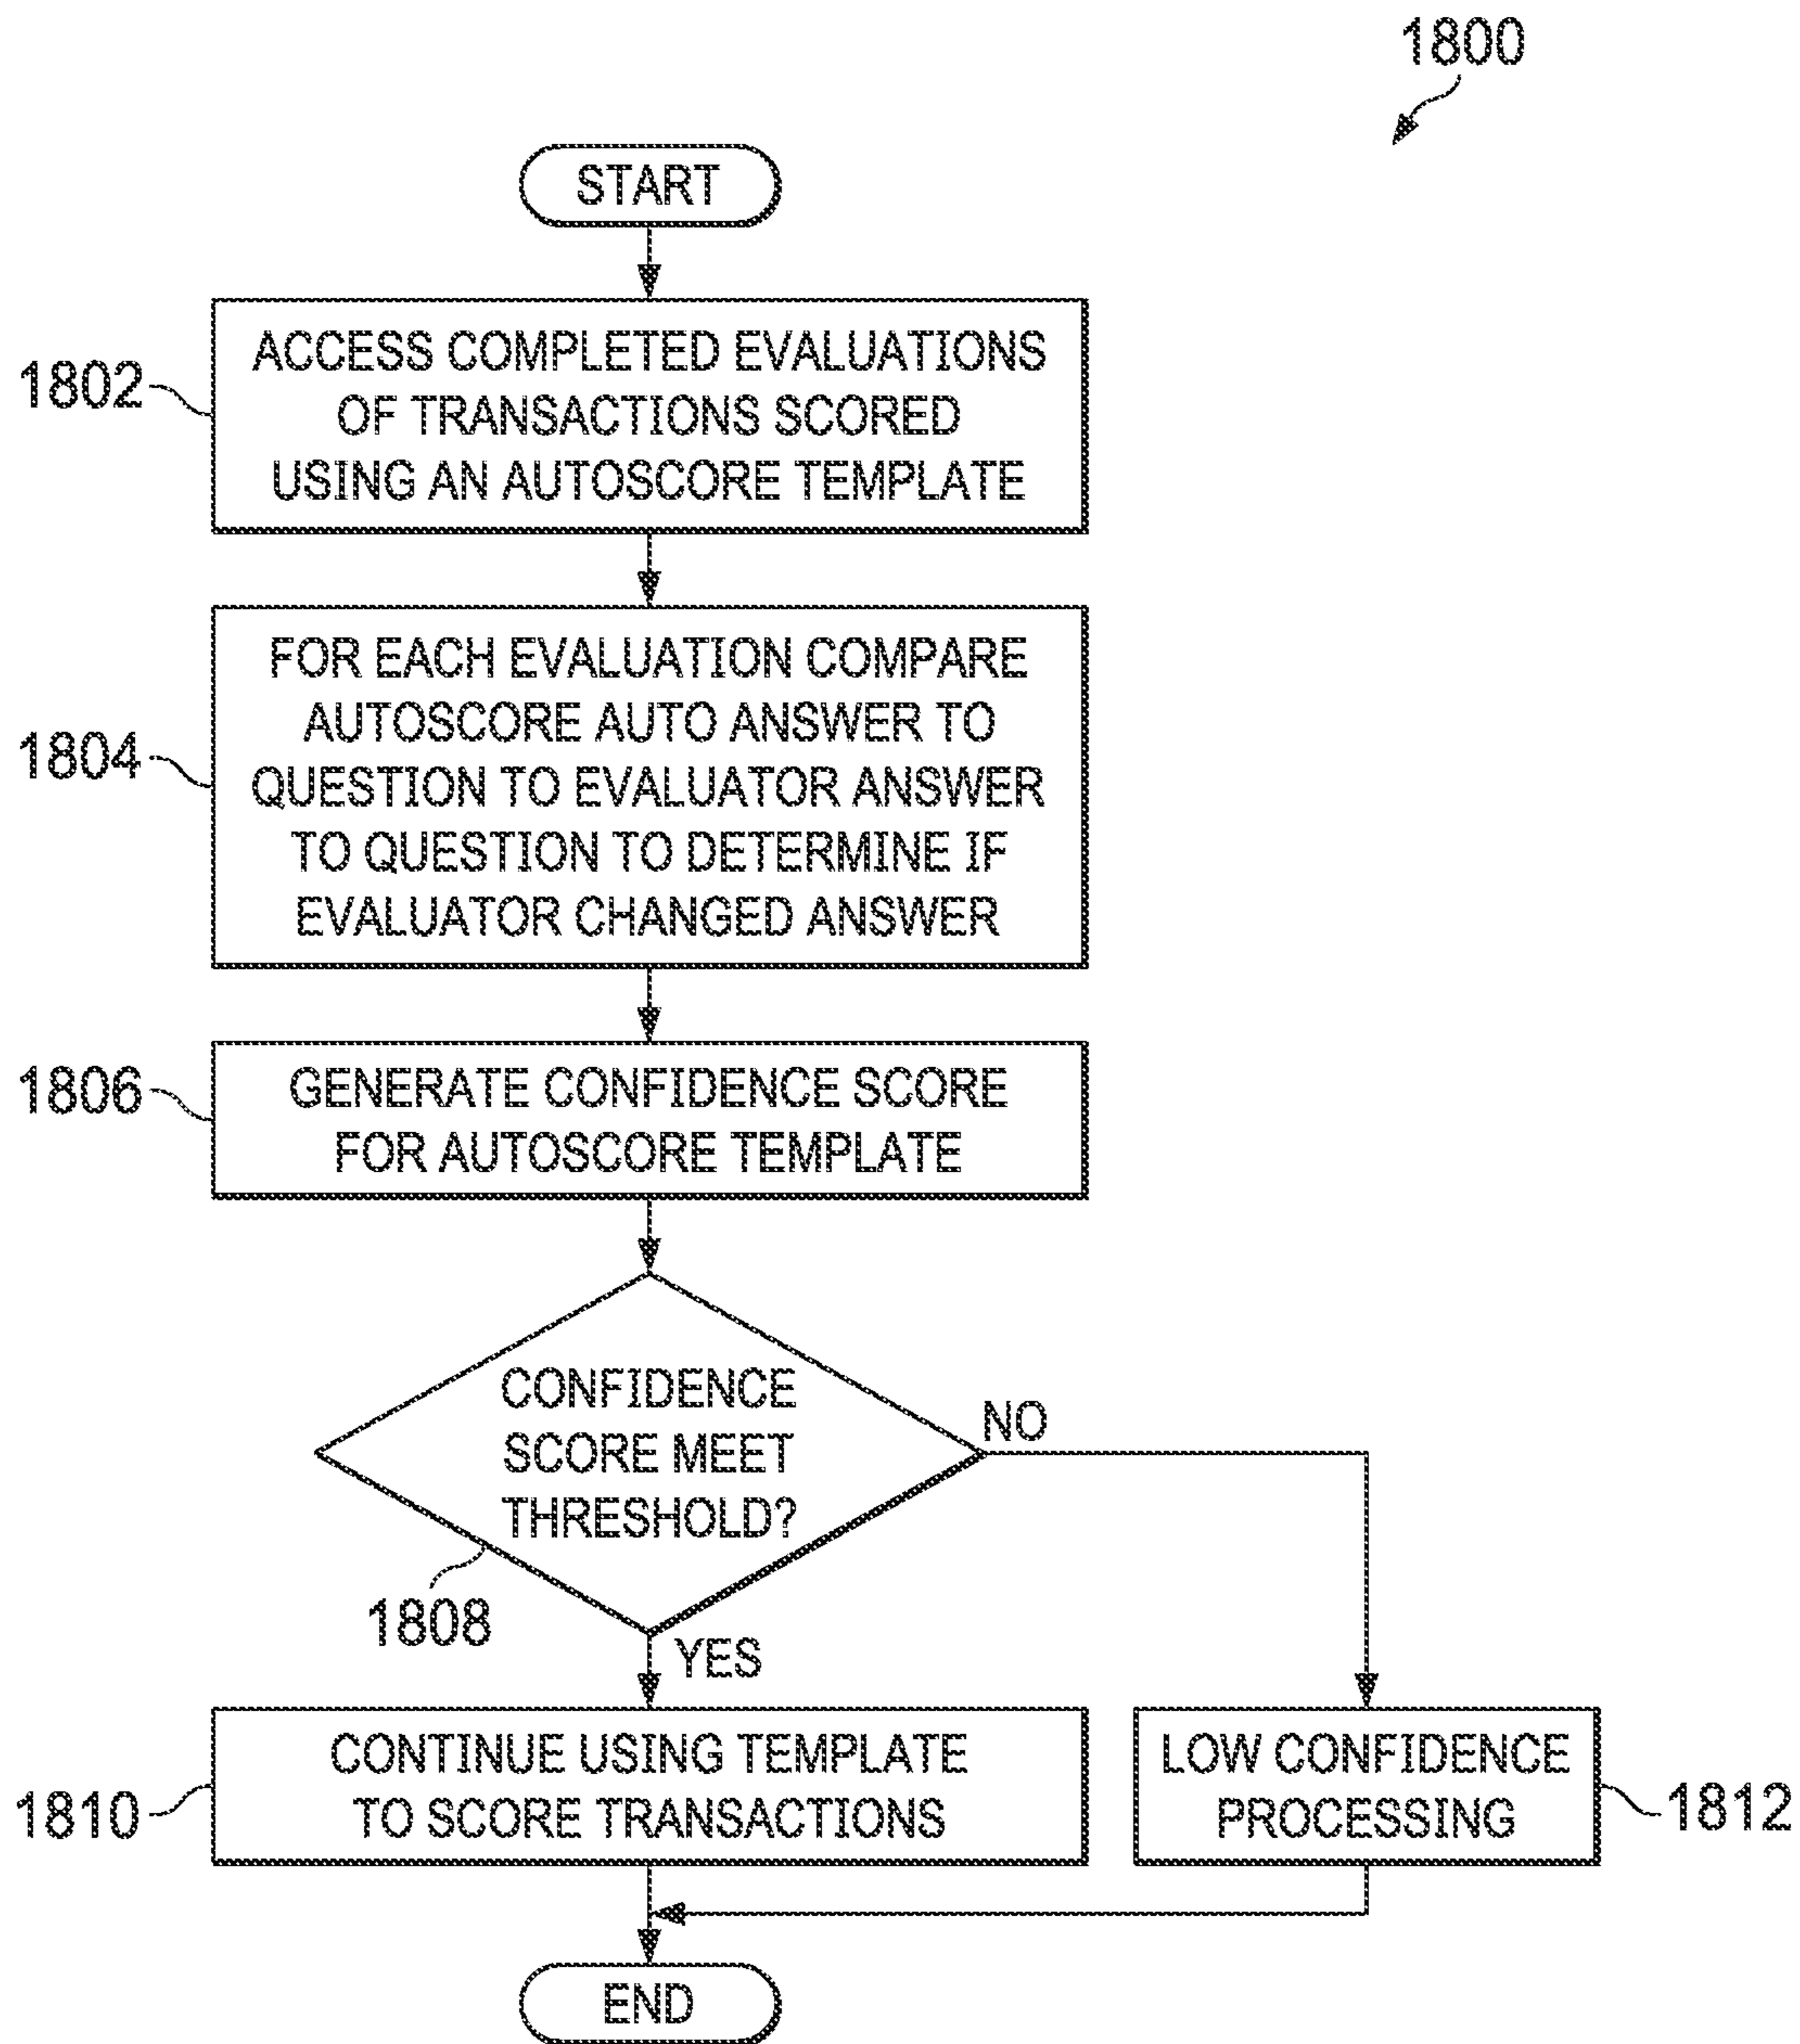 1800
START
1802
ACCESS COMPLETED EVALUATIONS
OF TRANSACTIONS SCORED
USING AN AUTOSCORE TEMPLATE
1804
FOR EACH EVALUATION COMPARE
AUTOSCORE AUTO ANSWER TO
QUESTION TO EVALUATOR ANSWER
TO QUESTION TO DETERMINE IF
EVALUATOR CHANGED ANSWER
1806
GENERATE CONFIDENCE SCORE
FOR AUTOSCORE TEMPLATE
CONFIDENCE
SCORE MEET
THRESHOLD?
NO
1808
YES
1810
CONTINUE USING TEMPLATE
TO SCORE TRANSACTIONS
LOW CONFIDENCE
PROCESSING
1812
END